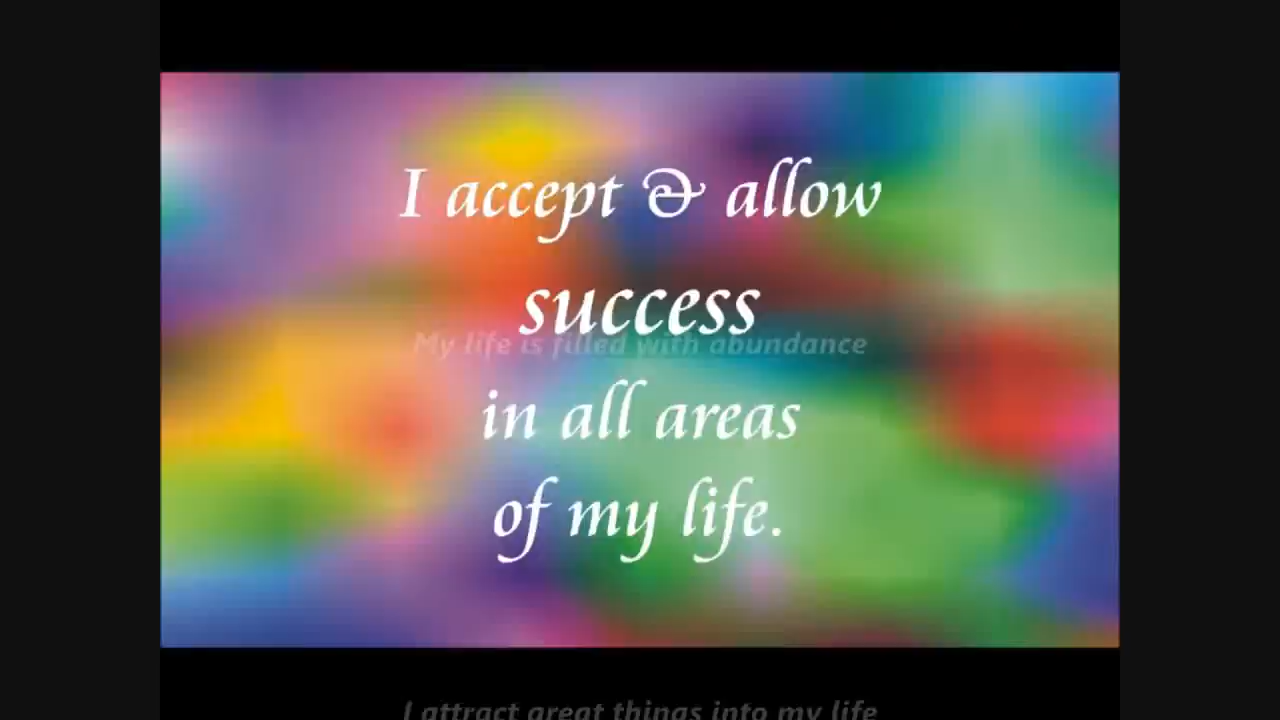 I accept & allow
success
My life is filled with abundance
in all areas
of my life.
I attract great things into my life